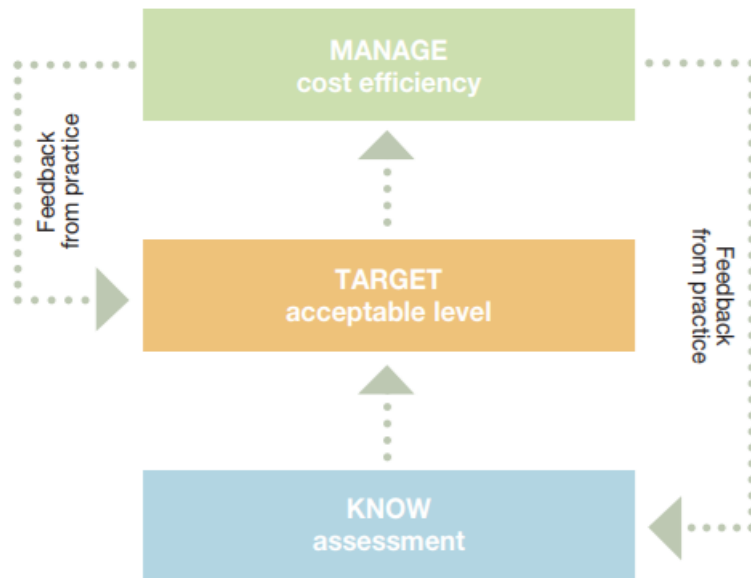 MANAGE
cost efficiency
Feedback
from practice
TARGET
acceptable level
Feedback
from practice
KNOW
assessment